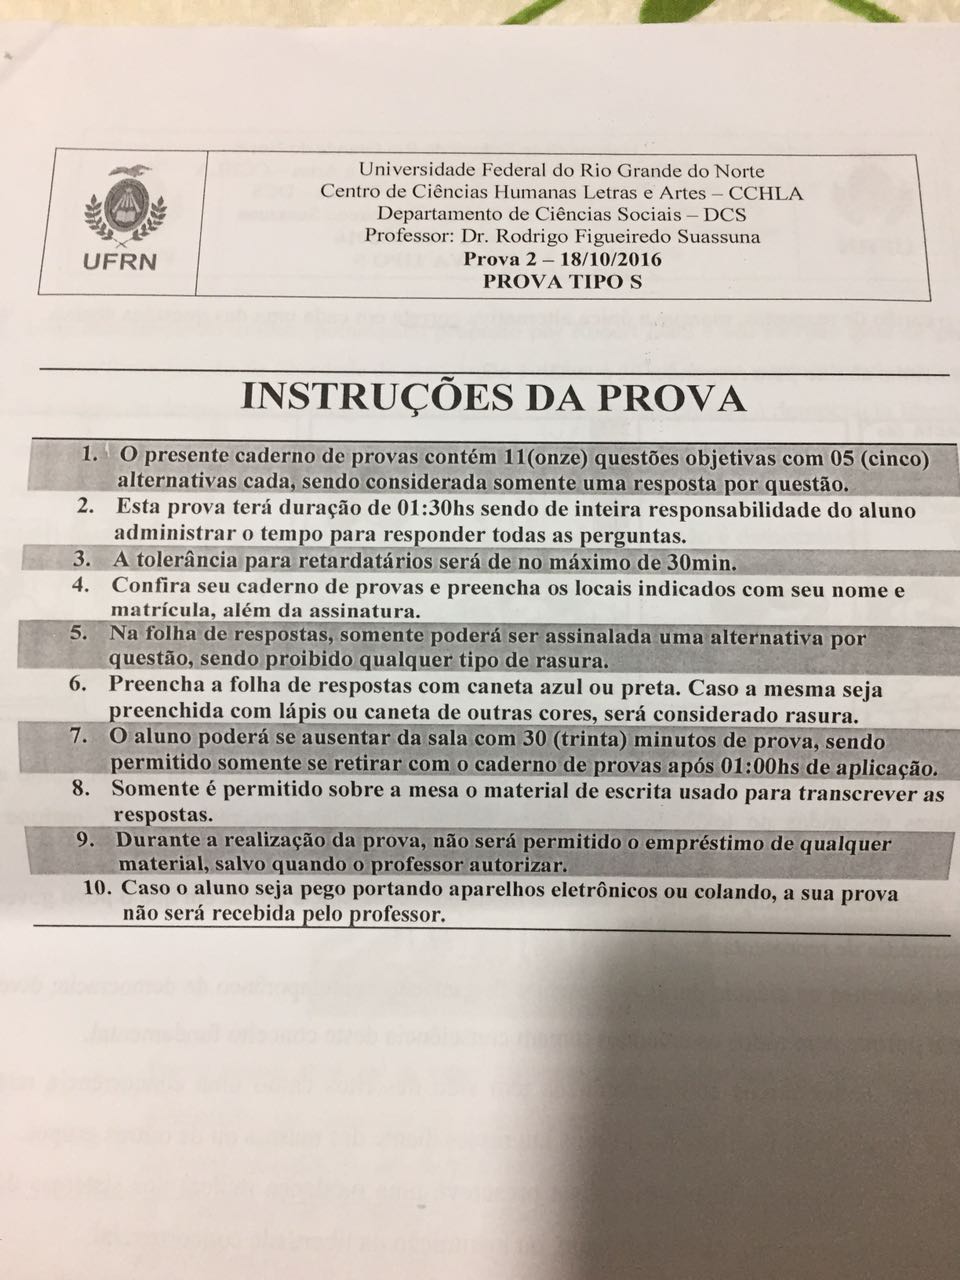 UFRN
Universidade Federal do Rio Grande do Norte
Centro de Ciências Humanas Letras e Artes – CCHLA
Departamento de Ciências Sociais – DCS
Professor: Dr. Rodrigo Figueiredo Suassuna
Prova 2 – 18/10/2016
PROVA TIPO S
INSTRUÇÕES DA PROVA
1. O presente caderno de provas contém 11(onze) questões objetivas com 05 (cinco)
alternativas cada, sendo considerada somente uma resposta por questão.
2. Esta prova terá duração de 01:30hs sendo de inteira responsabilidade do aluno
administrar o tempo para responder todas as perguntas.
3. A tolerância para retardatários será de no máximo de 30min.
4. Confira seu caderno de provas e preencha os locais indicados com seu nome e
matrícula, além da assinatura.
5. Na folha de respostas, somente poderá ser assinalada uma alternativa por
questão, sendo proibido qualquer tipo de rasura.
6. Preencha a folha de respostas com caneta azul ou preta. Caso a mesma seja
preenchida com lápis ou caneta de outras cores, será considerado rasura.
7. O aluno poderá se ausentar da sala com 30 (trinta) minutos de prova, sendo
permitido somente se retirar com o caderno de provas após 01:00hs de aplicação.
8. Somente é permitido sobre a mesa o material de escrita usado para transcrever as
respostas.
9. Durante a realização da prova, não será permitido o empréstimo de qualquer
material, salvo quando o professor autorizar.
10. Caso o aluno seja pego portando aparelhos eletrônicos ou colando, a sua prova
não será recebida pelo professor.